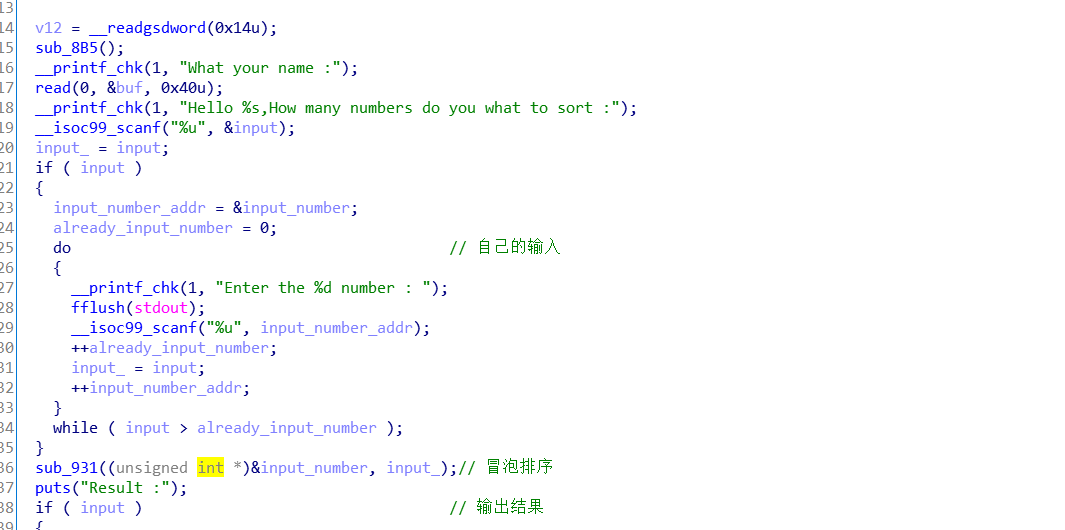 13
14 v12 = __readgsdword(0x14u);
15 sub_8B5();
16 __printf_chk(1, "What your name :");
17 read(0, &buf, 0x40u);
18 __printf_chk(1, "Hello %s,How many numbers do you what to sort :");
19 __isoc99_scanf("%u", &input);
20 input_ = input;
21 if ( input )
22 {
23 input_number_addr = &input_number;
24 already_input_number = 0;
25 do // 自己的输入
26 {
27 __printf_chk(1, "Enter the %d number : ");
28 fflush(stdout);
29 __isoc99_scanf("%u", input_number_addr);
30 ++already_input_number;
31 input_ = input;
32 ++input_number_addr;
33 }
34 while ( input > already_input_number );
35 }
36 sub_931((unsigned int *)&input_number, input_);// 冒泡排序
37 puts("Result :");
38 if ( input ) // 输出结果
39 {